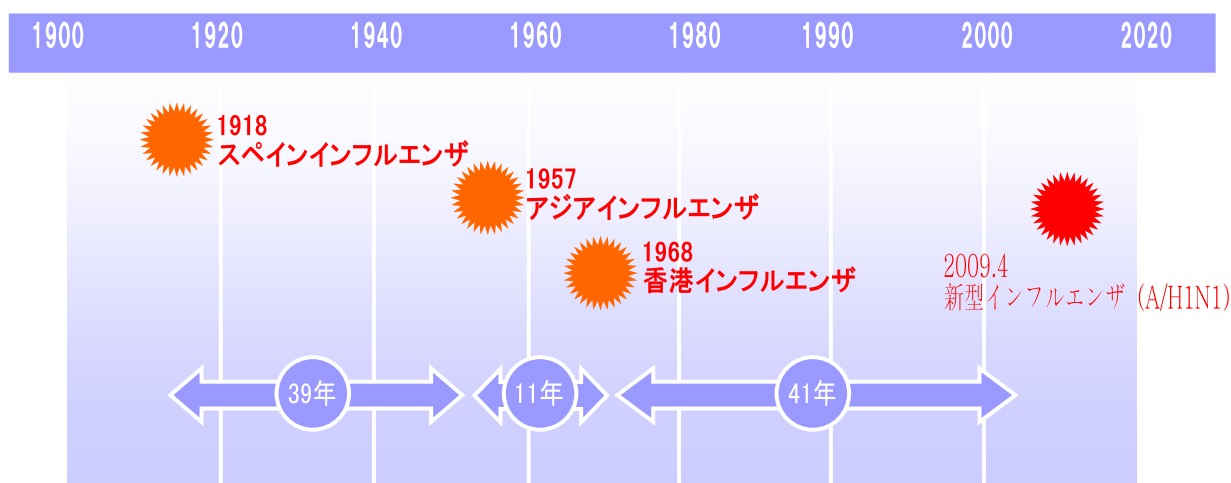 1900 1920 1940 1960 1980 1990 2000 2020
1918
スペインインフルエンザ
1957
アジアインフルエンザ
1968
香港インフルエンザ
2009.4
新型インフルエンザ (A/H1N1)
39年 11年 41年